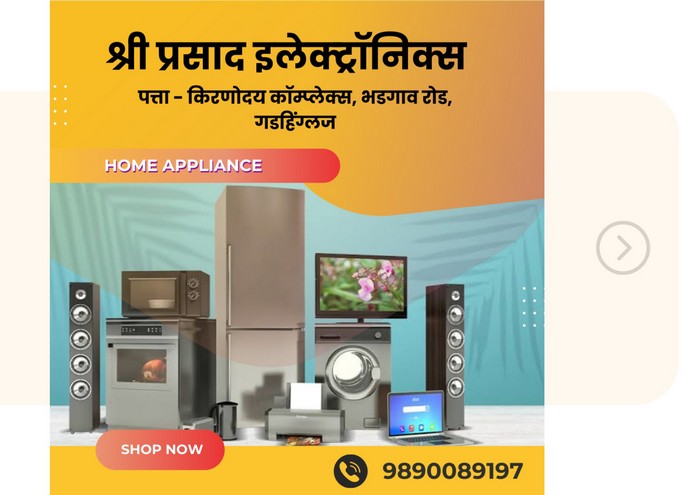 श्री प्रसाद इलेक्ट्रॉनिक्स
पत्ता - किरणोदय कॉम्प्लेक्स, भडगाव रोड,
गडहिंग्लज
HOME APPLIANCE
SHOP NOW
9890089197